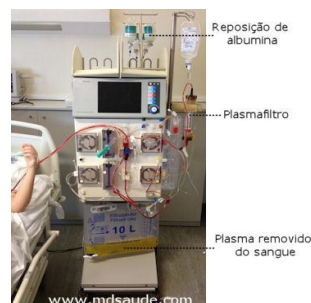 Reposição de
albumina
Plasmafiltro
Plasma removido
do sangue
10 L
www.mdsaude.com